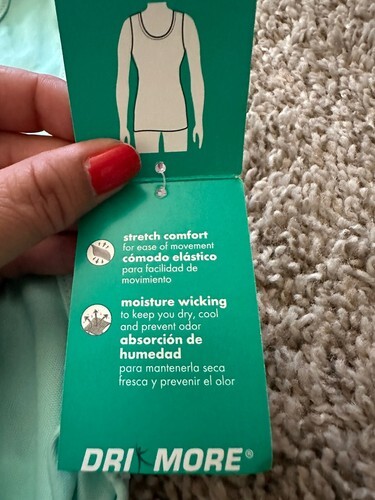 stretch comfort
for ease of movement
cómodo elástico
para facilidad de
movimiento
moisture wicking
to keep you dry, cool
and prevent odor
absorción de
humedad
para mantenerla seca
fresca y prevenir el olor
DRI MORE®